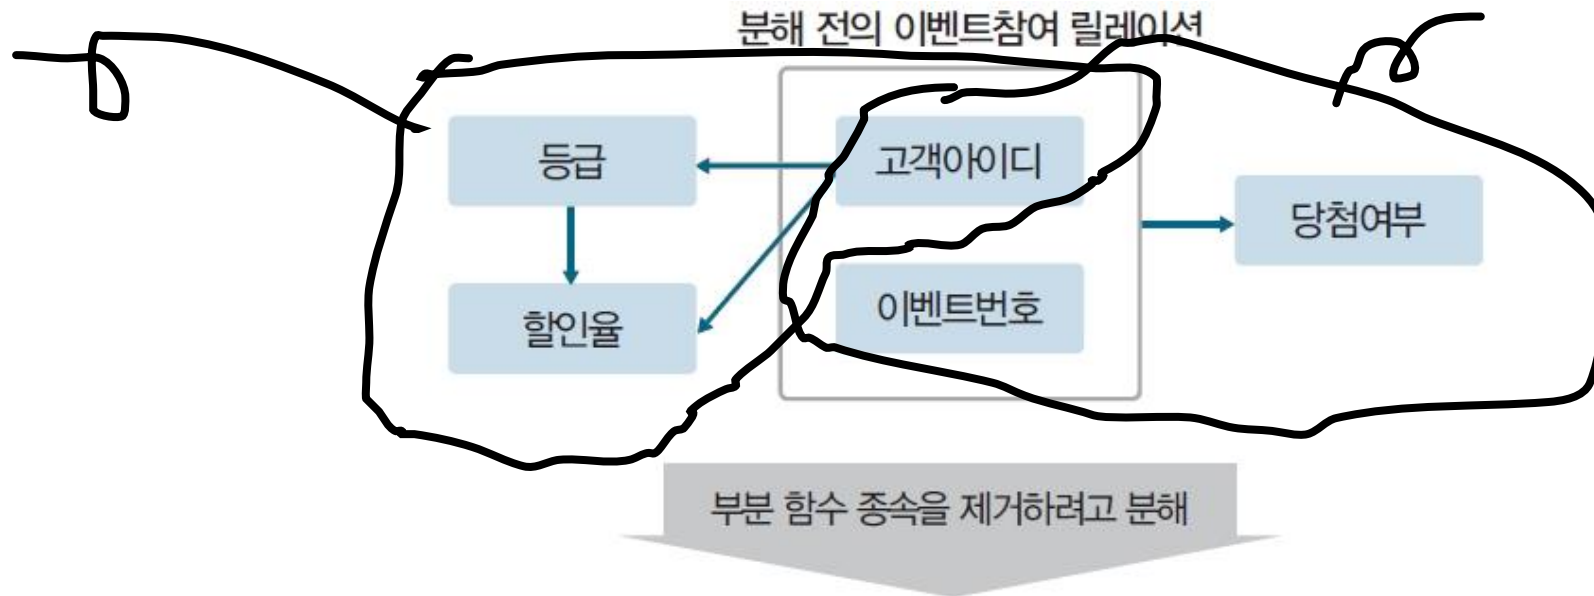 분해 전의 이벤트참여 릴레이션
등급
고객아이디
당첨여부
할인율
이벤트번호
부분 함수 종속을 제거하려고 분해